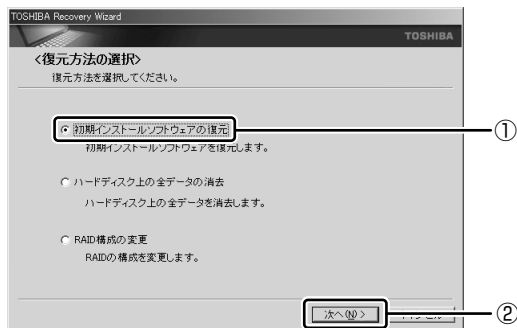 TOSHIBA Recovery Wizard
TOSHIBA
<復元方法の選択>
復元方法を選択してください。
初期インストールソフトウェアの復元
①
初期インストールソフトウェアを復元します。
ハードディスク上の全データの消去
ハードディスク上の全データを消去します。
RAID構成の変更
RAIDの構成を変更します。
次へ(N) >
②